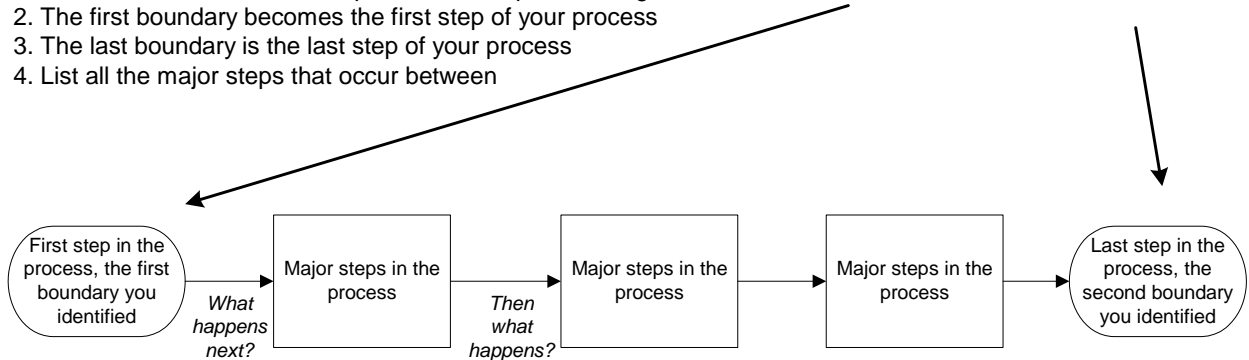 2. The first boundary becomes the first step of your process
3. The last boundary is the last step of your process
4. List all the major steps that occur between
First step in the
process, the first
boundary you
identified
What
happens
next?
Major steps in the
process
Then
what
happens?
Major steps in the
process
Major steps in the
process
Last step in the
process, the
second boundary
you identified